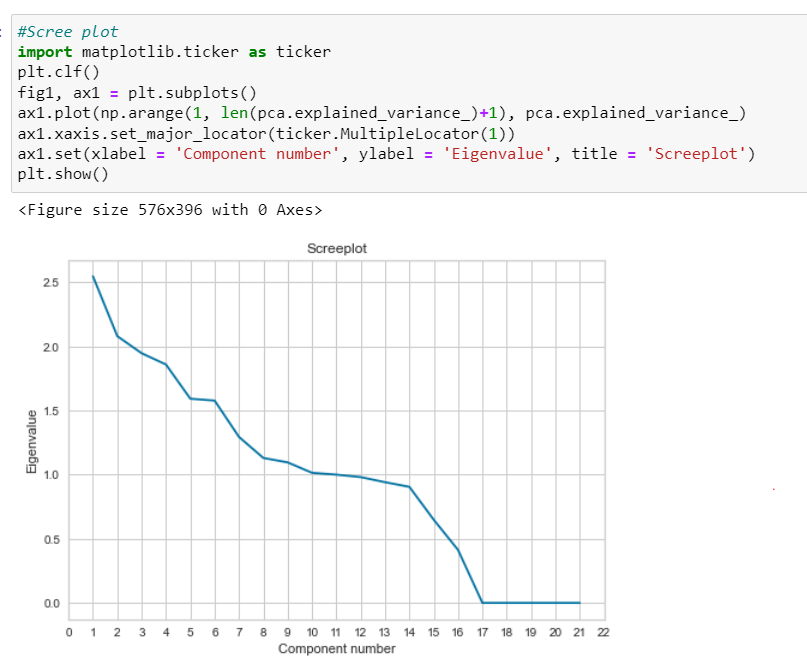 #Scree plot
import matplotlib.ticker as ticker
plt.clf()
fig1, ax1 = plt.subplots()
ax1.plot(np.arange(1, len(pca.explained_variance_)+1), pca.explained_variance_)
ax1.xaxis.set_major_locator(ticker.MultipleLocator(1))
ax1.set(xlabel = 'Component number', ylabel = 'Eigenvalue', title = 'Screeplot')
plt.show()
<Figure size 576x396 with 0 Axes>
Screeplot
2.5
2.0
1.5
1.0
0.5
0.0
Eigenvalue
0 1 2 3 4 5 6 7 8 9 10 11 12 13 14 15 16 17 18 19 20 21 22
Component number